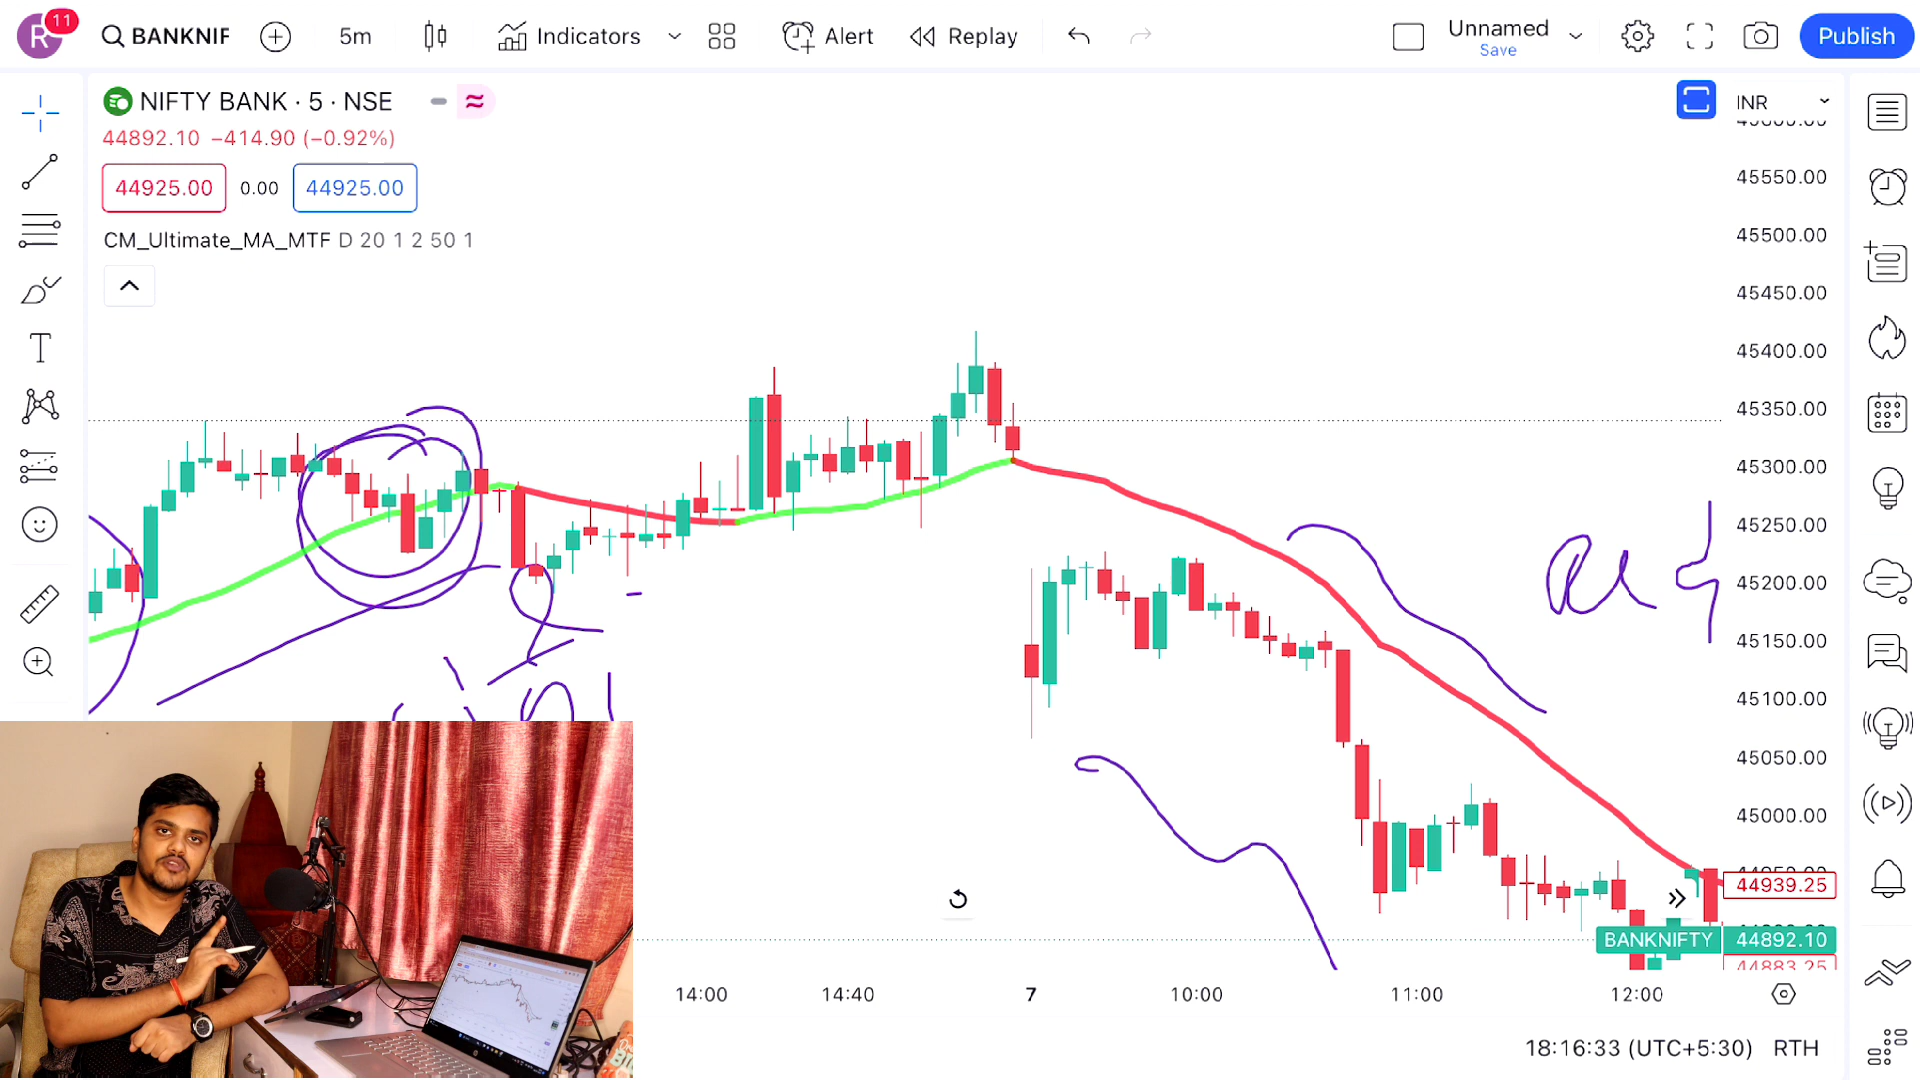 R 11 BANKNIF 5m Indicators Alert Replay Unnamed Save Publish
NIFTY BANK · 5 · NSE
INR
44892.10 −414.90 (−0.92%)
44925.00 0.00 44925.00
CM_Ultimate_MA_MTF D 20 1 2 50 1
45550.00
45500.00
45450.00
45400.00
45350.00
45300.00
45250.00
45200.00
45150.00
45100.00
45050.00
45000.00
44939.25
BANKNIFTY 44892.10
44883.25
14:00 14:40 7 10:00 11:00 12:00
18:16:33 (UTC+5:30) RTH